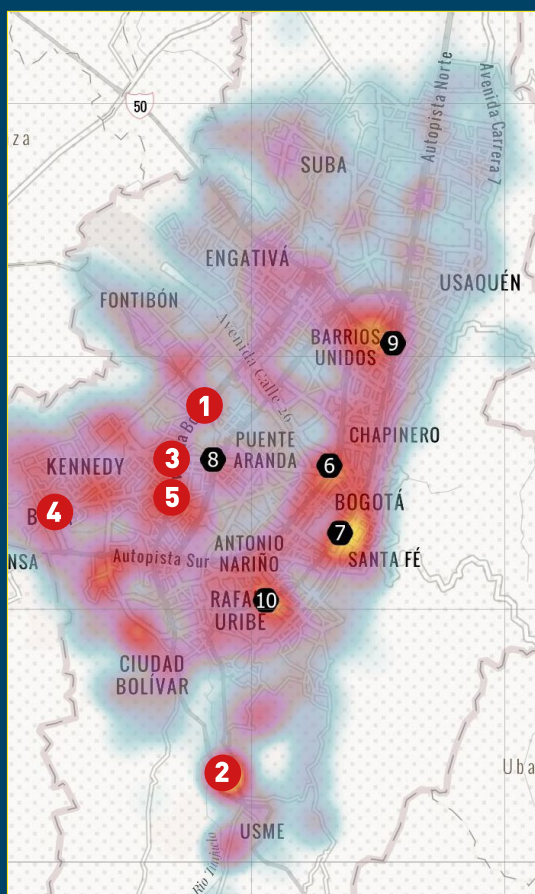 50
Autopista Norte
Avenida Carrera 7
za
SUBA
ENGATIVÁ
USAQUÉN
FONTIBÓN
Avenida Calle 26
BARRIOS
UNIDOS
9
1
CHAPINERO
PUENTE
ARANDA
8
3
6
KENNEDY
5
BOGOTÁ
4
7
NSA
Autopista Sur
ANTONIO
NARIÑO
SANTA FÉ
10
RAFA
URIBE
CIUDAD
BOLÍVAR
2
Uba
USME
Río Tunjuelo